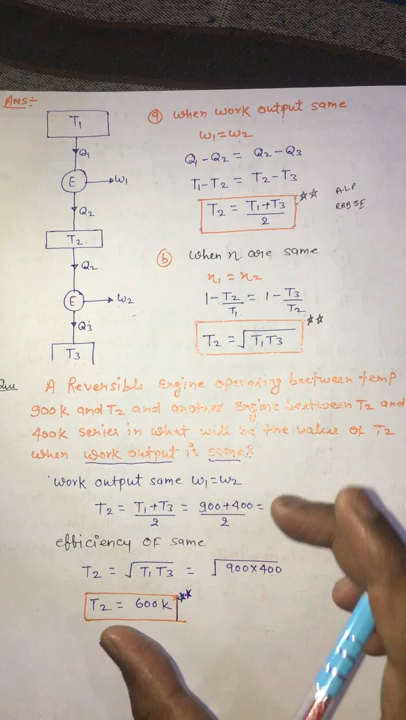 Ans:-
T1
Q1
E
W1
Q2
T2.
Q2
E
W2
Q3
T3
(a) when work output same
W1=W2
Q1-Q2 = Q2-Q3
T1-T2 = T2-T3
T2 = T1+T3/2
ALP
(b) when η are same
η1 = η2
1-T2/T1 = 1-T3/T2
T2 = √T1T3
Que A Reversible Engine operating beetween temp
900k and T2 and another Engine beetween T2 and
400k series in what will be the value of T2
when work output is same?
work output same W1=W2
T2 = T1+T3/2 = 900+400/2 =
efficiency of same
T2 = √T1T3 = √900×400
T2 = 600k